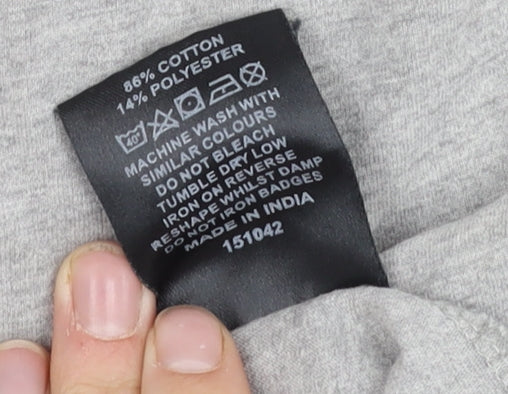 86% COTTON
14% POLYESTER
40°
MACHINE WASH WITH
SIMILAR COLOURS
DO NOT BLEACH
TUMBLE DRY LOW
IRON ON REVERSE
RESHAPE WHILST DAMP
DO NOT IRON BADGES
MADE IN INDIA
151042